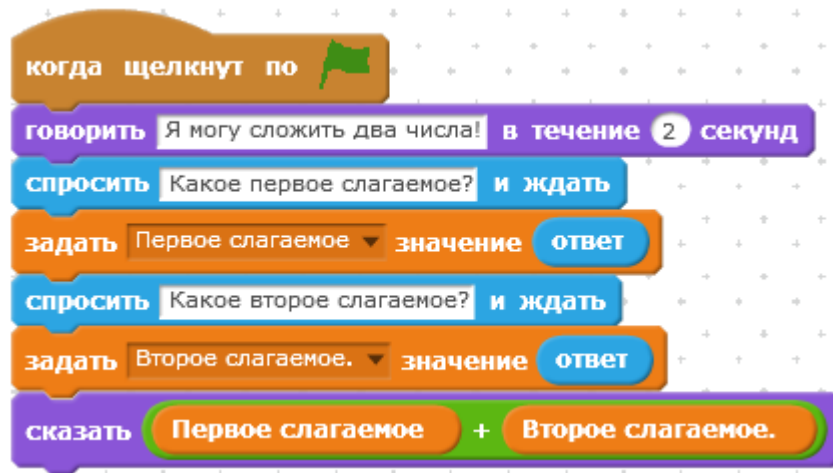 когда щелкнут по
говорить Я могу сложить два числа! в течение 2 секунд
спросить Какое первое слагаемое? и ждать
задать Первое слагаемое значение ответ
спросить Какое второе слагаемое? и ждать
задать Второе слагаемое. значение ответ
сказать Первое слагаемое + Второе слагаемое.